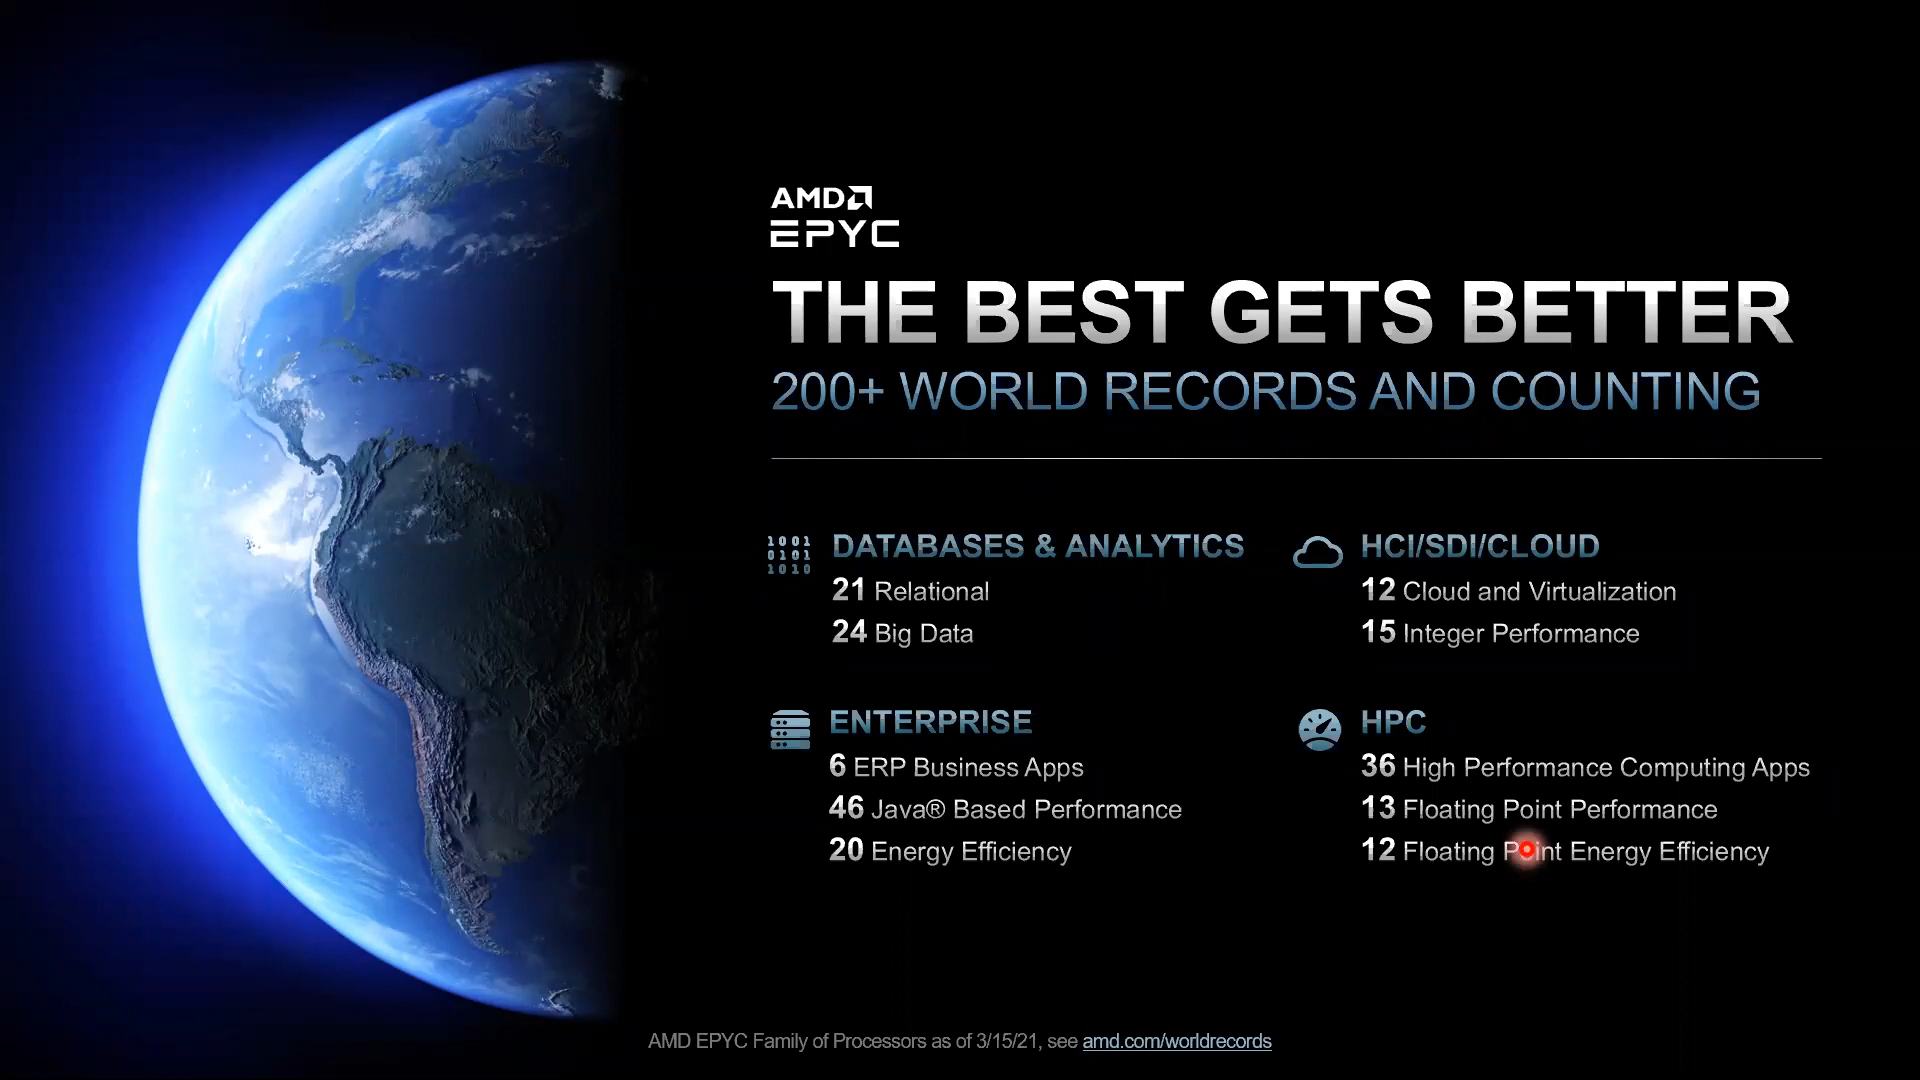 AMD
EPYC
THE BEST GETS BETTER
200+ WORLD RECORDS AND COUNTING
1001
0101
1010
DATABASES & ANALYTICS
21 Relational
24 Big Data
HCI/SDI/CLOUD
12 Cloud and Virtualization
15 Integer Performance
ENTERPRISE
6 ERP Business Apps
46 Java® Based Performance
20 Energy Efficiency
HPC
36 High Performance Computing Apps
13 Floating Point Performance
12 Floating Point Energy Efficiency
AMD EPYC Family of Processors as of 3/15/21, see amd.com/worldrecords